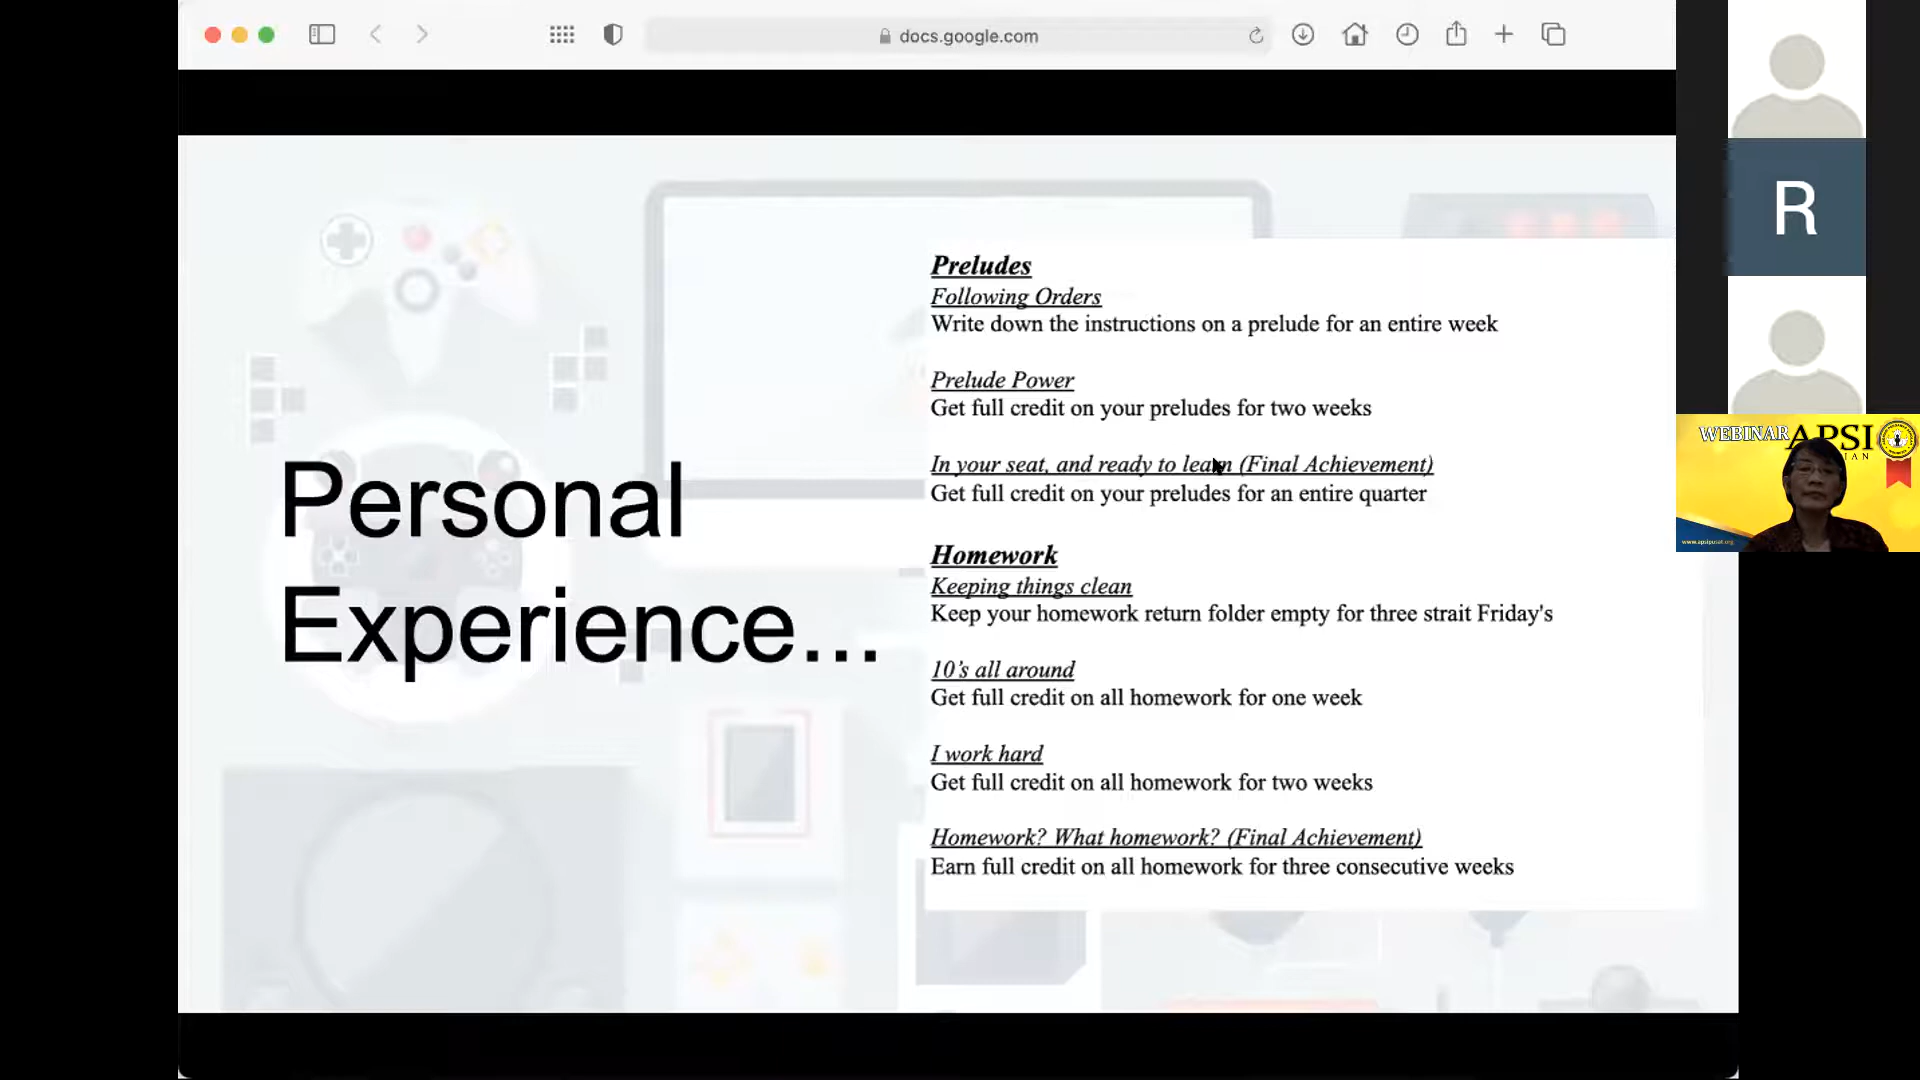 docs.google.com
Personal
Experience...
Preludes
Following Orders
Write down the instructions on a prelude for an entire week
Prelude Power
Get full credit on your preludes for two weeks
In your seat, and ready to learn (Final Achievement)
Get full credit on your preludes for an entire quarter
Homework
Keeping things clean
Keep your homework return folder empty for three strait Friday's
10’s all around
Get full credit on all homework for one week
I work hard
Get full credit on all homework for two weeks
Homework? What homework? (Final Achievement)
Earn full credit on all homework for three consecutive weeks
R
WEBINAR APSI
www.apsipusat.org